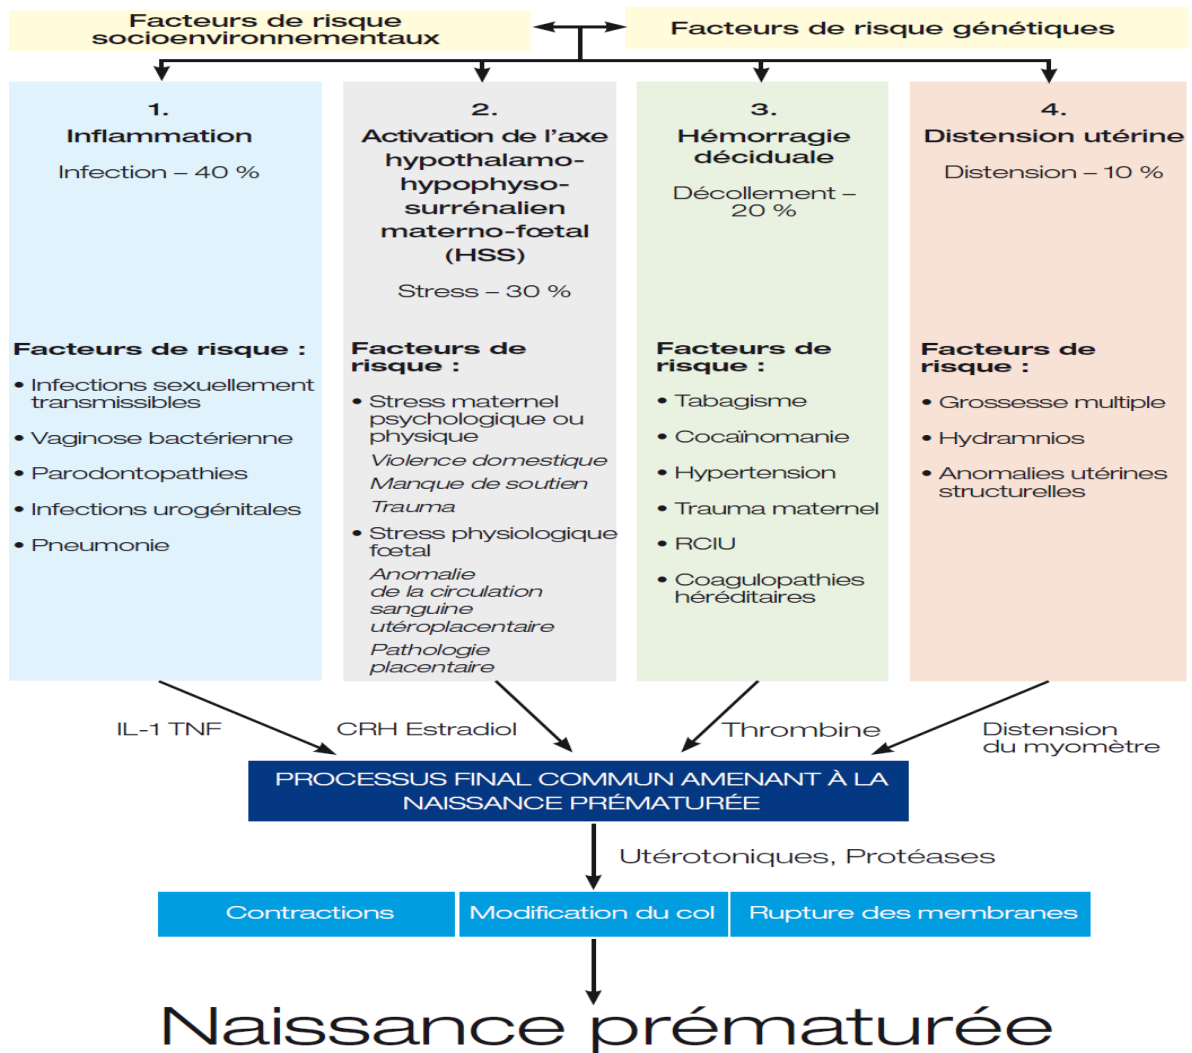 Facteurs de risque
socioenvironnementaux
Facteurs de risque génétiques
1.
Inflammation
Infection – 40 %
Facteurs de risque :
• Infections sexuellement
transmissibles
• Vaginose bactérienne
• Parodontopathies
• Infections urogénitales
• Pneumonie
2.
Activation de l’axe
hypothalamo-
hypophyso-
surrénalien
materno-fœtal
(HSS)
Stress – 30 %
Facteurs de
risque :
• Stress maternel
psychologique ou
physique
Violence domestique
Manque de soutien
Trauma
• Stress physiologique
fœtal
Anomalie
de la circulation
sanguine
utéroplacentaire
Pathologie
placentaire
3.
Hémorragie
déciduale
Décollement –
20 %
Facteurs de
risque :
• Tabagisme
• Cocaïnomanie
• Hypertension
• Trauma maternel
• RCIU
• Coagulopathies
héréditaires
4.
Distension utérine
Distension – 10 %
Facteurs de
risque :
• Grossesse multiple
• Hydramnios
• Anomalies utérines
structurelles
IL-1 TNF
CRH Estradiol
Thrombine
Distension
du myomètre
PROCESSUS FINAL COMMUN AMENANT À LA
NAISSANCE PRÉMATURÉE
Utérotoniques, Protéases
Contractions
Modification du col
Rupture des membranes
Naissance prématurée